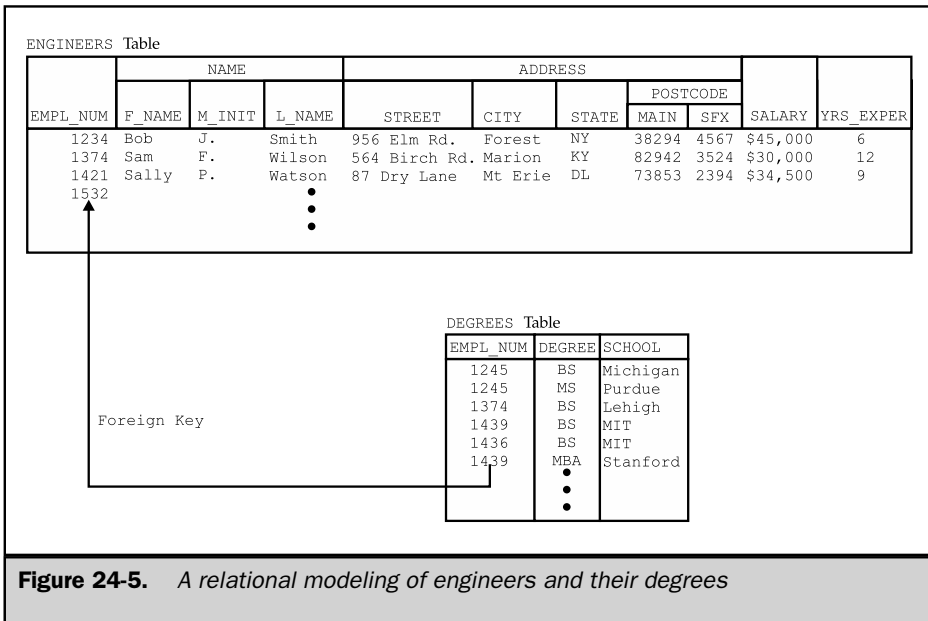 ENGINEERS Table
NAME ADDRESS
POSTCODE
EMPL_NUM F_NAME M_INIT L_NAME STREET CITY STATE MAIN SFX SALARY YRS_EXPER
1234 Bob J. Smith 956 Elm Rd. Forest NY 38294 4567 $45,000 6
1374 Sam F. Wilson 564 Birch Rd. Marion KY 82942 3524 $30,000 12
1421 Sally P. Watson 87 Dry Lane Mt Erie DL 73853 2394 $34,500 9
1532
DEGREES Table
EMPL_NUM DEGREE SCHOOL
1245 BS Michigan
1245 MS Purdue
1374 BS Lehigh
1439 BS MIT
1436 BS MIT
1439 MBA Stanford
Foreign Key
Figure 24-5. A relational modeling of engineers and their degrees